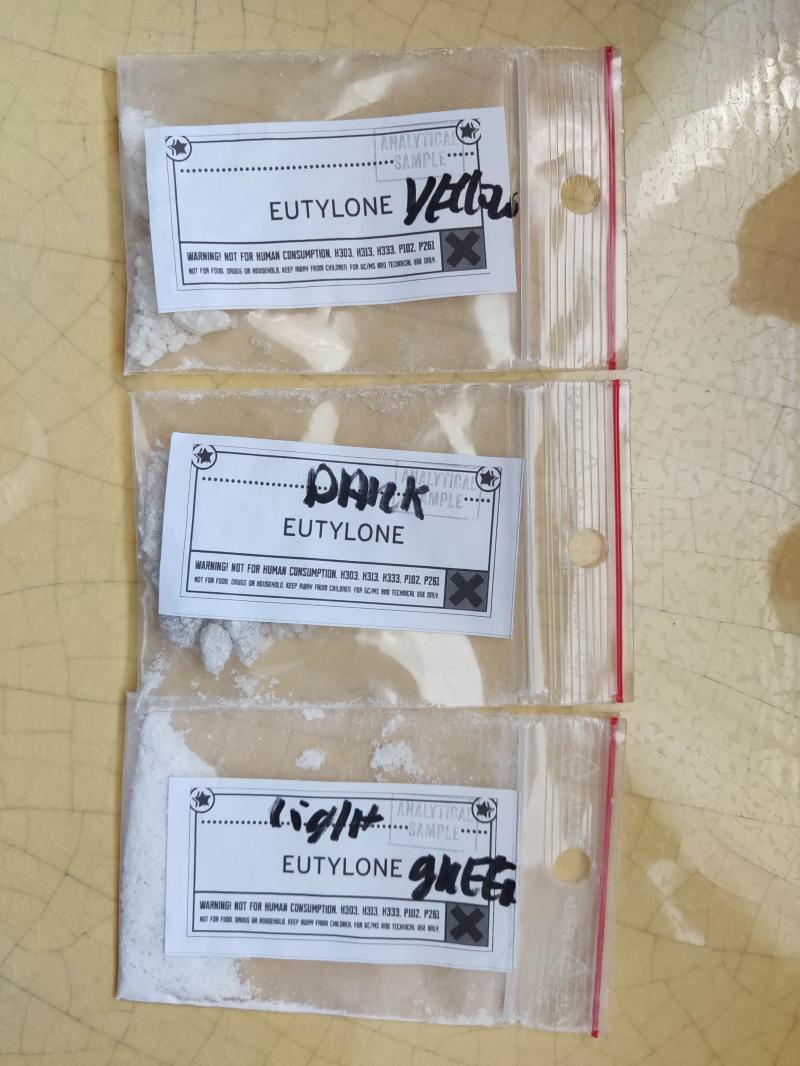 ANALYTICAL
SAMPLE
EUTYLONE Yellow
WARNING! NOT FOR HUMAN CONSUMPTION. H303, H313, H333, P102, P261
NOT FOR FOOD, DRUGS OR HOUSEHOLD. KEEP AWAY FROM CHILDREN. FOR GC/MS AND TECHNICAL USE ONLY.
DARK
ANALYTICAL
SAMPLE
EUTYLONE
WARNING! NOT FOR HUMAN CONSUMPTION. H303, H313, H333, P102, P261
NOT FOR FOOD, DRUGS OR HOUSEHOLD. KEEP AWAY FROM CHILDREN. FOR GC/MS AND TECHNICAL USE ONLY.
Light
ANALYTICAL
SAMPLE
EUTYLONE gREEn
WARNING! NOT FOR HUMAN CONSUMPTION. H303, H313, H333, P102, P261
NOT FOR FOOD, DRUGS OR HOUSEHOLD. KEEP AWAY FROM CHILDREN. FOR GC/MS AND TECHNICAL USE ONLY.